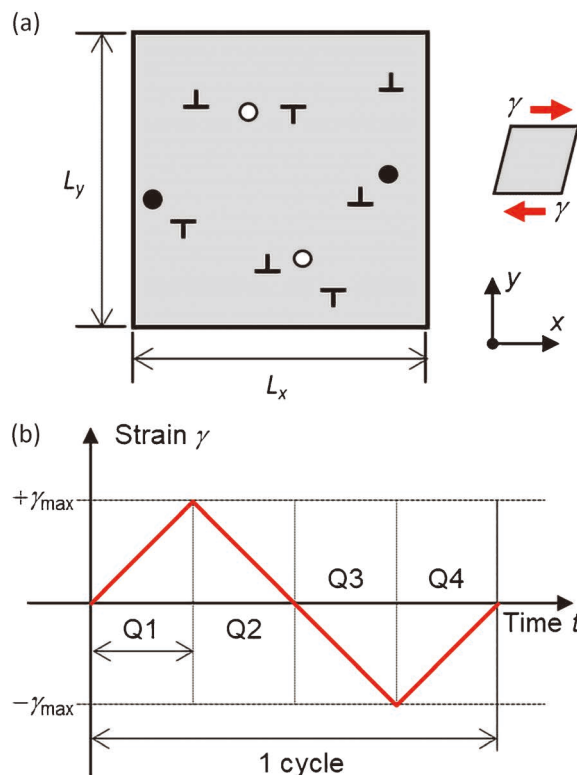 (a)
γ
L_y
γ
y
x
L_x
(b)
Strain γ
+γ_max
Q3
Q4
Q1
Q2
Time t
−γ_max
1 cycle